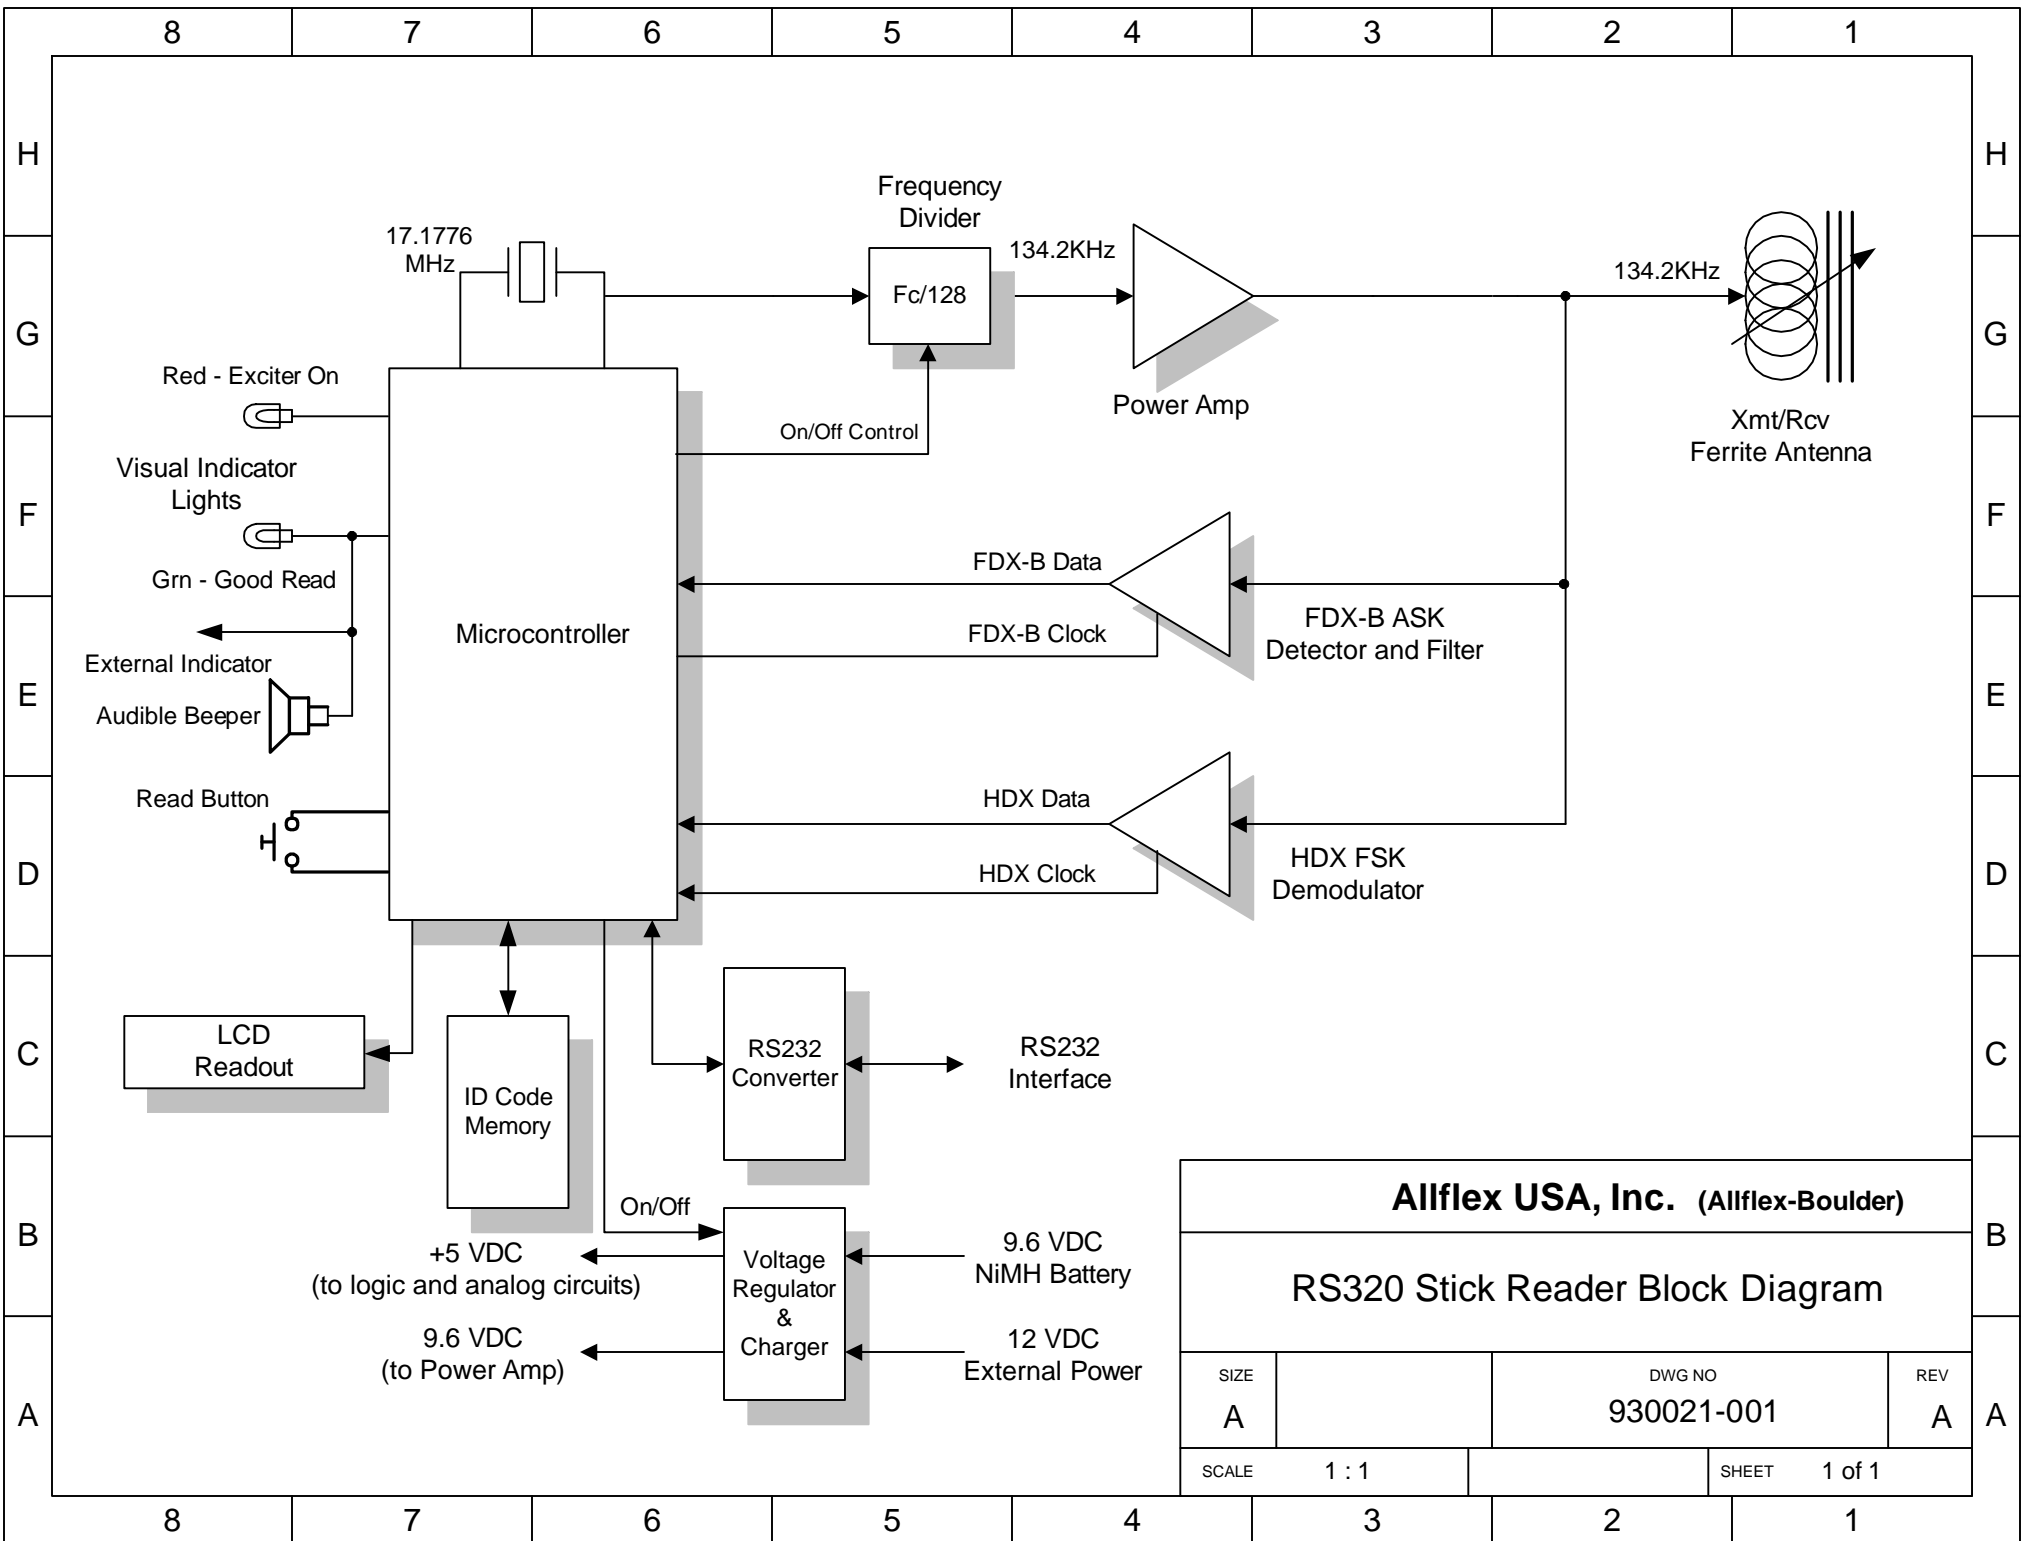 8 7 6 5 4 3 2 1
H H
Frequency
Divider
17.1776
MHz
134.2KHz
134.2KHz
Fc/128
G G
Red - Exciter On
Power Amp
On/Off Control
Xmt/Rcv
Ferrite Antenna
Visual Indicator
Lights
F F
FDX-B Data
Grn - Good Read
Microcontroller
FDX-B Clock
FDX-B ASK
Detector and Filter
External Indicator
E E
Audible Beeper
Read Button
HDX Data
HDX FSK
Demodulator
HDX Clock
D D
LCD
Readout
C C
RS232
Converter
RS232
Interface
ID Code
Memory
On/Off
B B
+5 VDC
(to logic and analog circuits)
9.6 VDC
(to Power Amp)
Voltage
Regulator
&
Charger
9.6 VDC
NiMH Battery
12 VDC
External Power
Allflex USA, Inc. (Allflex-Boulder)
RS320 Stick Reader Block Diagram
SIZE
A
DWG NO
930021-001
REV
A
A A
SCALE 1 : 1
SHEET 1 of 1
8 7 6 5 4 3 2 1